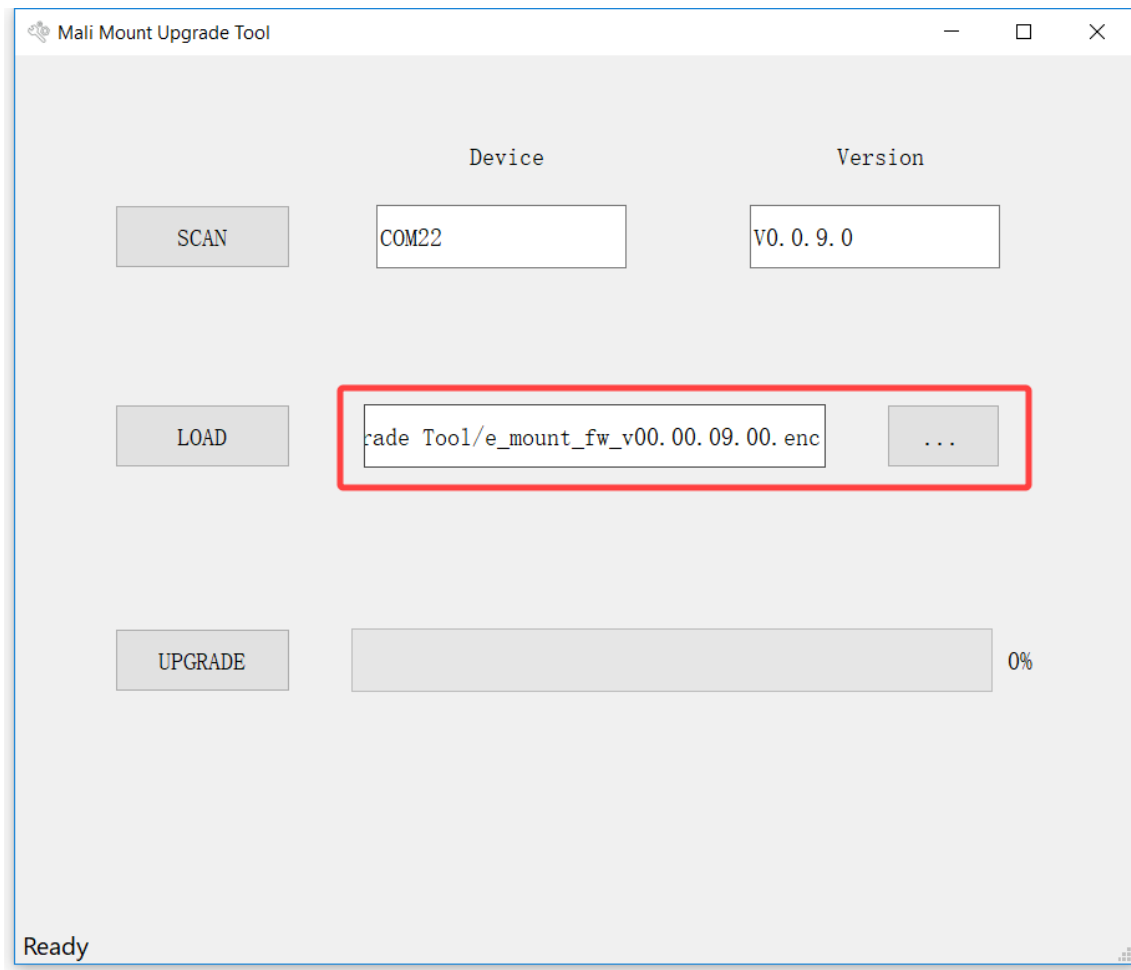 Mali Mount Upgrade Tool
Device Version
SCAN COM22 V0.0.9.0
LOAD rade Tool/e_mount_fw_v00.00.09.00.enc ...
UPGRADE 0%
Ready